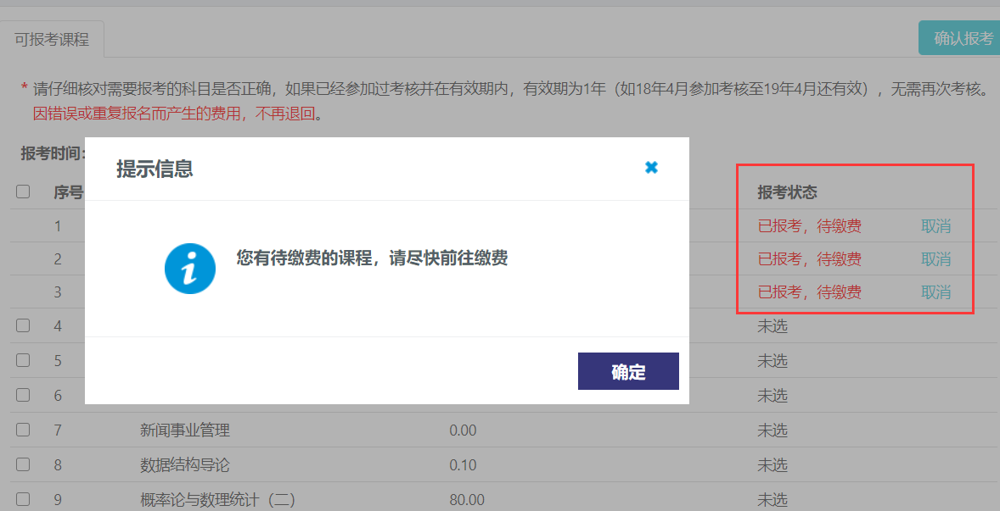 可报考课程
确认报考
* 请仔细核对需要报考的科目是否正确，如果已经参加过考核并在有效期内，有效期为1年（如18年4月参加考核至19年4月还有效），无需再次考核。
因错误或重复报名而产生的费用，不再退回。
报考时间:
提示信息
序号 报考状态
1 已报考，待缴费 取消
您有待缴费的课程，请尽快前往缴费
2 已报考，待缴费 取消
3 已报考，待缴费 取消
4 未选
5 未选
确定
6 未选
7 新闻事业管理 0.00 未选
8 数据结构导论 0.10 未选
9 概率论与数理统计（二） 80.00 未选